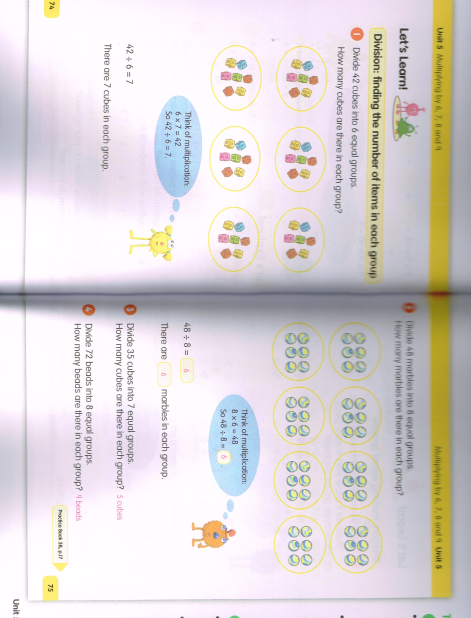 Unit 5 Multiplying by 6, 7, 8 and 9
Let's Learn!
Division: finding the number of items in each group
1 Divide 42 cubes into 6 equal groups.
How many cubes are there in each group?
Think of multiplication:
6 x 7 = 42
So 42 ÷ 6 = 7.
42 ÷ 6 = 7
There are 7 cubes in each group.
74
Multiplying by 6, 7, 8 and 9 Unit 5
Divide 48 marbles into 8 equal groups.
How many marbles are there in each group?
Think of multiplication:
8 x 6 = 48
So 48 ÷ 8 = 6.
48 ÷ 8 = 6
There are 6 marbles in each group.
3 Divide 35 cubes into 7 equal groups.
How many cubes are there in each group? 5 cubes
4 Divide 72 beads into 8 equal groups.
How many beads are there in each group? 9 beads
75
Unit